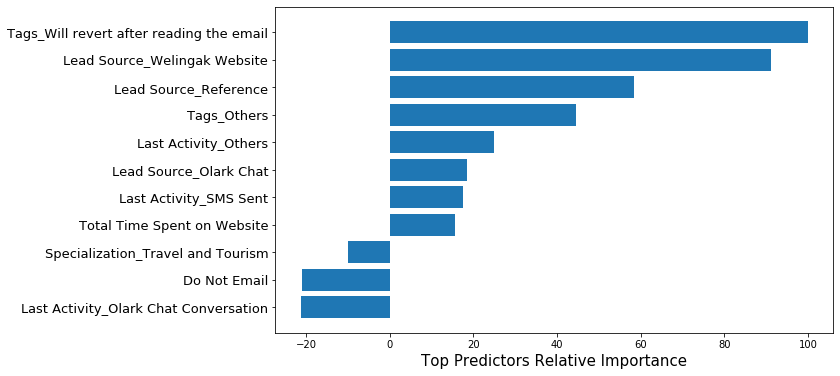 Tags_Will revert after reading the email
Lead Source_Welingak Website
Lead Source_Reference
Tags_Others
Last Activity_Others
Lead Source_Olark Chat
Last Activity_SMS Sent
Total Time Spent on Website
Specialization_Travel and Tourism
Do Not Email
Last Activity_Olark Chat Conversation
−20 0 20 40 60 80 100
Top Predictors Relative Importance